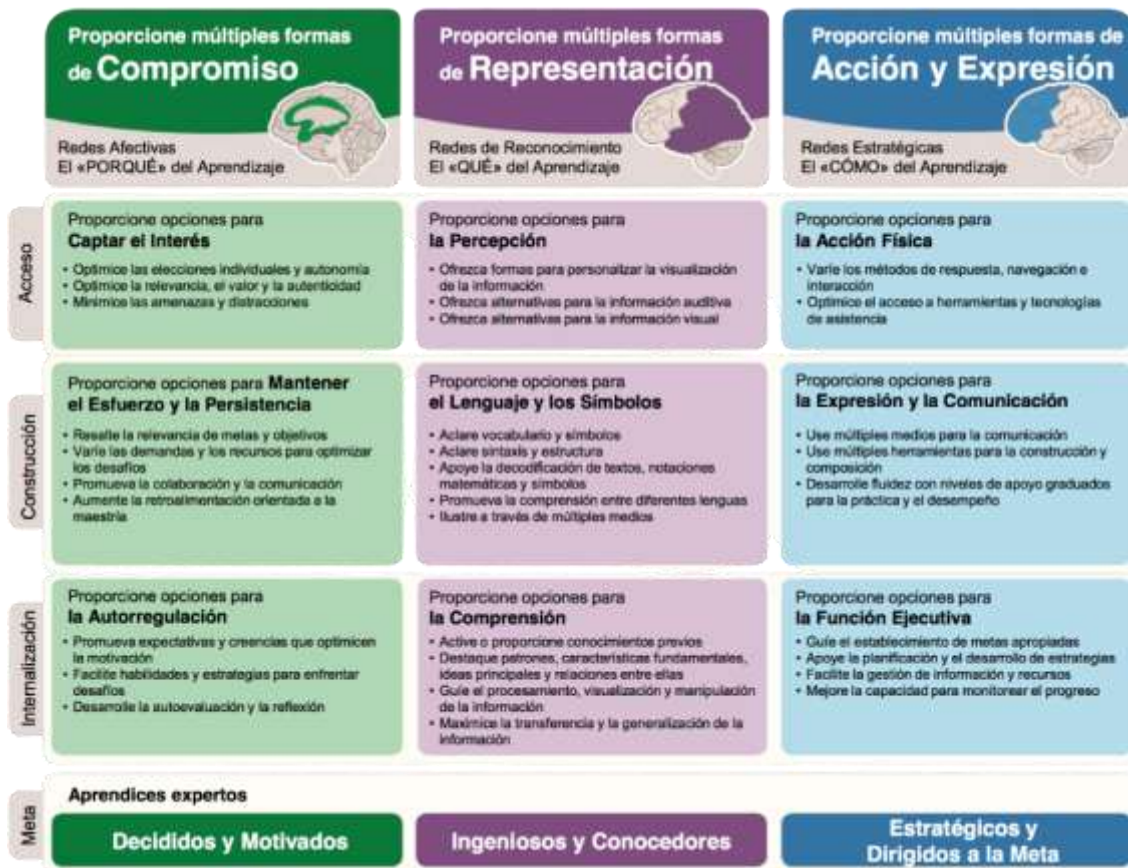 Proporcione múltiples formas
de Compromiso
Redes Afectivas
El «PORQUÉ» del Aprendizaje
Proporcione múltiples formas
de Representación
Redes de Reconocimiento
El «QUÉ» del Aprendizaje
Proporcione múltiples formas de
Acción y Expresión
Redes Estratégicas
El «CÓMO» del Aprendizaje
Acceso
Proporcione opciones para
Captar el Interés
• Optimice las elecciones individuales y autonomía
• Optimice la relevancia, el valor y la autenticidad
• Minimice las amenazas y distracciones
Proporcione opciones para
la Percepción
• Ofrezca formas para personalizar la visualización
de la información
• Ofrezca alternativas para la información auditiva
• Ofrezca alternativas para la información visual
Proporcione opciones para
la Acción Física
• Varíe los métodos de respuesta, navegación e
interacción
• Optimice el acceso a herramientas y tecnologías
de asistencia
Construcción
Proporcione opciones para Mantener
el Esfuerzo y la Persistencia
• Resalte la relevancia de metas y objetivos
• Varíe las demandas y los recursos para optimizar
los desafíos
• Promueva la colaboración y la comunicación
• Aumente la retroalimentación orientada a la
maestría
Proporcione opciones para
el Lenguaje y los Símbolos
• Aclare vocabulario y símbolos
• Aclare sintaxis y estructura
• Apoye la decodificación de textos, notaciones
matemáticas y símbolos
• Promueva la comprensión entre diferentes lenguas
• Ilustre a través de múltiples medios
Proporcione opciones para
la Expresión y la Comunicación
• Use múltiples medios para la comunicación
• Use múltiples herramientas para la construcción y
composición
• Desarrolle fluidez con niveles de apoyo graduados
para la práctica y el desempeño
Internalización
Proporcione opciones para
la Autorregulación
• Promueva expectativas y creencias que optimicen
la motivación
• Facilite habilidades y estrategias para enfrentar
desafíos
• Desarrolle la autoevaluación y la reflexión
Proporcione opciones para
la Comprensión
• Active o proporcione conocimientos previos
• Destaque patrones, características fundamentales,
ideas principales y relaciones entre ellas
• Guíe el procesamiento, visualización y manipulación
de la información
• Maximice la transferencia y la generalización de la
información
Proporcione opciones para
la Función Ejecutiva
• Guíe el establecimiento de metas apropiadas
• Apoye la planificación y el desarrollo de estrategias
• Facilite la gestión de información y recursos
• Mejore la capacidad para monitorear el progreso
Meta
Aprendices expertos
Decididos y Motivados
Ingeniosos y Conocedores
Estratégicos y
Dirigidos a la Meta